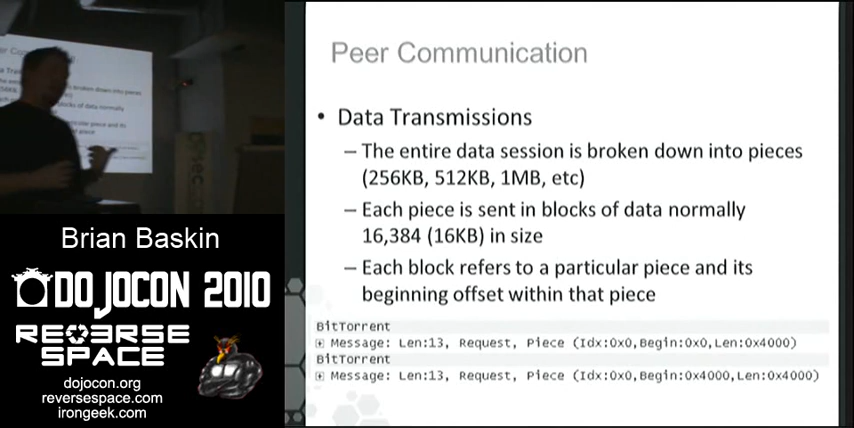 Peer Communication
• Data Transmissions
– The entire data session is broken down into pieces
(256KB, 512KB, 1MB, etc)
– Each piece is sent in blocks of data normally
16,384 (16KB) in size
– Each block refers to a particular piece and its
beginning offset within that piece
BitTorrent
Message: Len:13, Request, Piece (Idx:0x0,Begin:0x0,Len:0x4000)
BitTorrent
Message: Len:13, Request, Piece (Idx:0x0,Begin:0x4000,Len:0x4000)
Brian Baskin
DOJOCON 2010
REVERSE
SPACE
dojocon.org
reversespace.com
irongeek.com